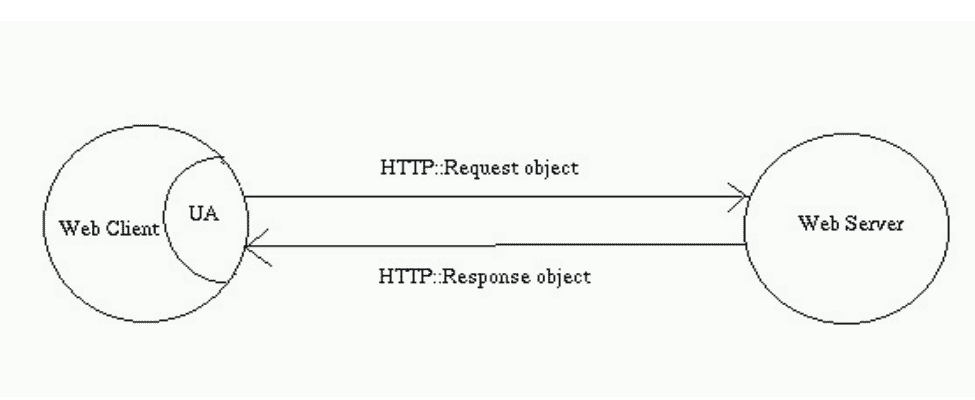 HTTP::Request object
Web Client
UA
Web Server
HTTP::Response object